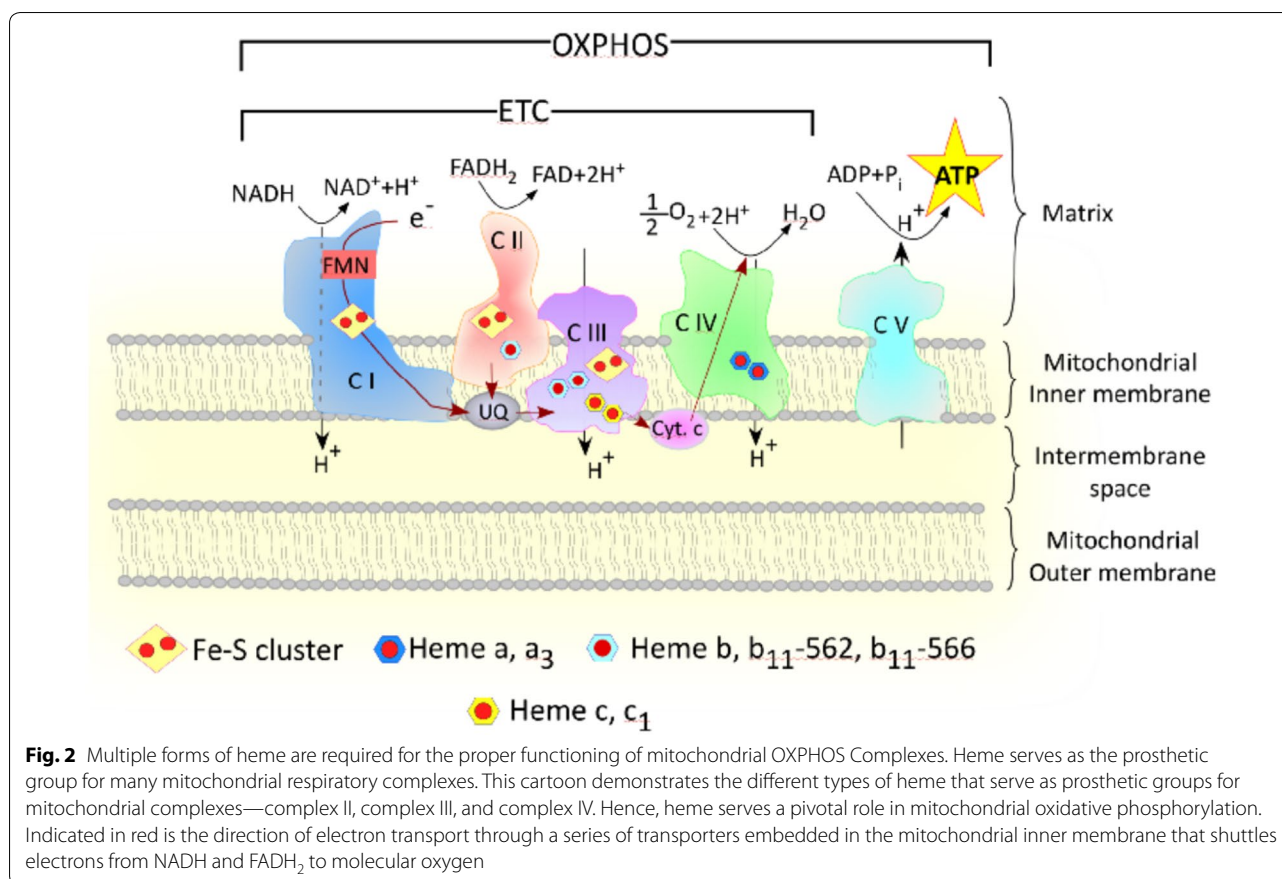 OXPHOS
ETC
NADH
NAD⁺+H⁺
e⁻
FADH₂
FAD+2H⁺
½O₂+2H⁺
H₂O
ADP+Pᵢ
ATP
H⁺
Matrix
FMN
C I
C II
C III
C IV
C V
UQ
Cyt. c
H⁺
H⁺
H⁺
Mitochondrial
Inner membrane
Intermembrane
space
Mitochondrial
Outer membrane
Fe-S cluster
Heme a, a₃
Heme b, b₁₁-562, b₁₁-566
Heme c, c₁
Fig. 2 Multiple forms of heme are required for the proper functioning of mitochondrial OXPHOS Complexes. Heme serves as the prosthetic
group for many mitochondrial respiratory complexes. This cartoon demonstrates the different types of heme that serve as prosthetic groups for
mitochondrial complexes—complex II, complex III, and complex IV. Hence, heme serves a pivotal role in mitochondrial oxidative phosphorylation.
Indicated in red is the direction of electron transport through a series of transporters embedded in the mitochondrial inner membrane that shuttles
electrons from NADH and FADH₂ to molecular oxygen